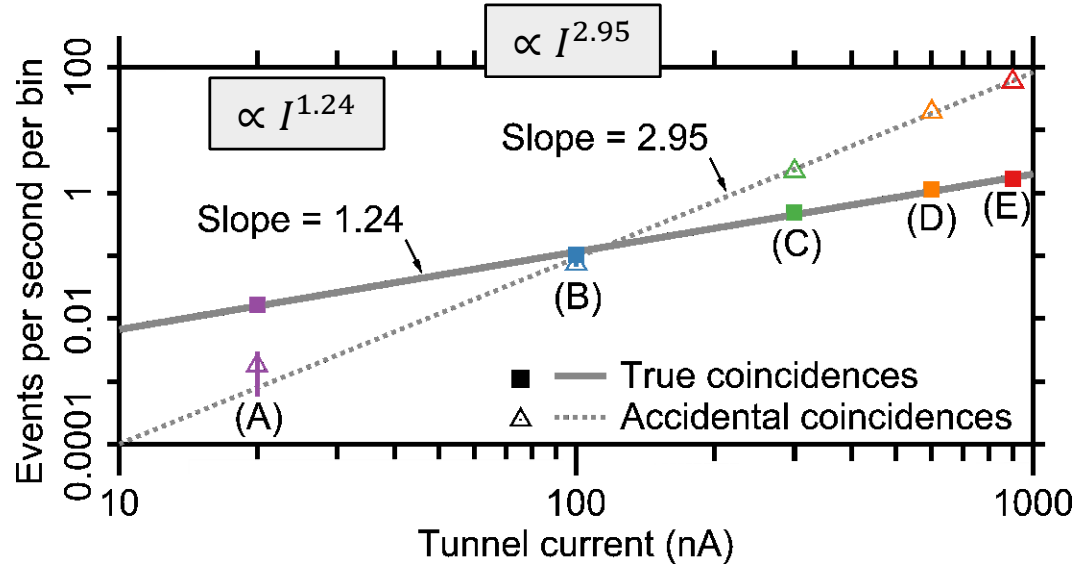 ∝ I^2.95
∝ I^1.24
Events per second per bin
100
1
0.01
0.0001
Slope = 2.95
Slope = 1.24
(A)
(B)
(C)
(D)
(E)
True coincidences
Accidental coincidences
10
100
1000
Tunnel current (nA)